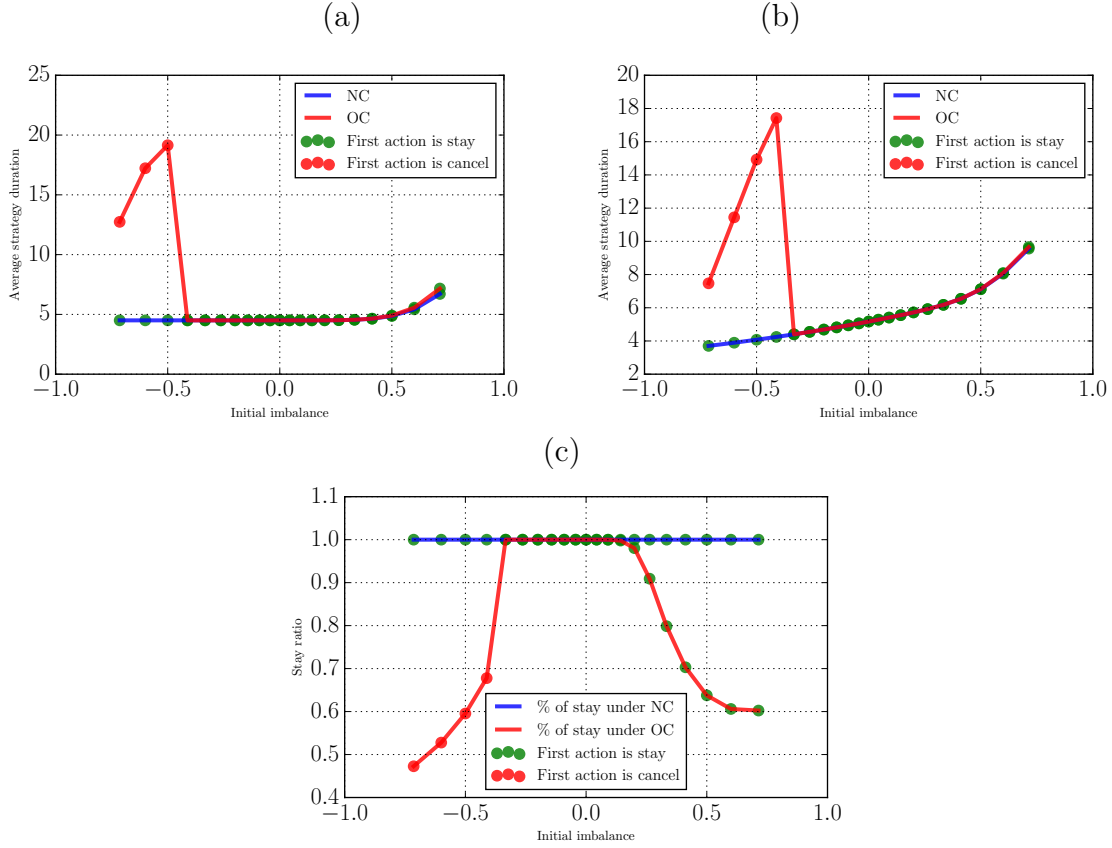 (a)
25
20
15
10
5
0
−1.0
−0.5
0.0
0.5
1.0
Average strategy duration
Initial imbalance
NC
OC
First action is stay
First action is cancel
(b)
20
18
16
14
12
10
8
6
4
2
−1.0
−0.5
0.0
0.5
1.0
Average strategy duration
Initial imbalance
NC
OC
First action is stay
First action is cancel
(c)
1.1
1.0
0.9
0.8
0.7
0.6
0.5
0.4
−1.0
−0.5
0.0
0.5
1.0
Stay ratio
Initial imbalance
% of stay under NC
% of stay under OC
First action is stay
First action is cancel